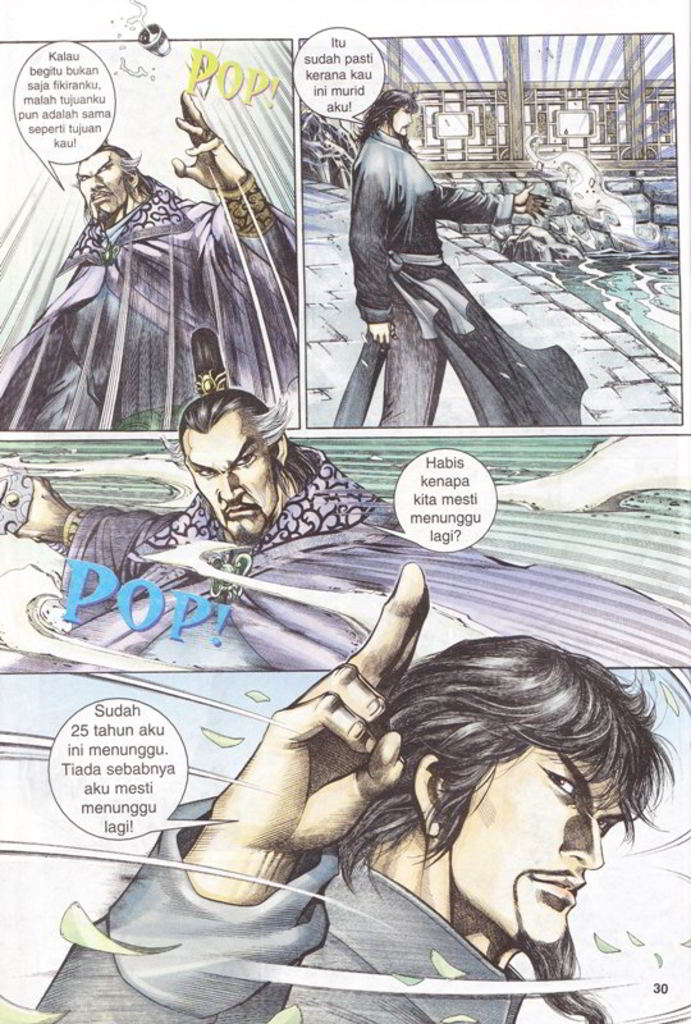 Kalau
begitu bukan
saja fikiranku,
malah tujuanku
pun adalah sama
seperti tujuan
kau!
POP!
Itu
sudah pasti
kerana kau
ini murid
aku!
Habis
kenapa
kita mesti
menunggu
lagi?
POP!
Sudah
25 tahun aku
ini menunggu.
Tiada sebabnya
aku mesti
menunggu
lagi!
30